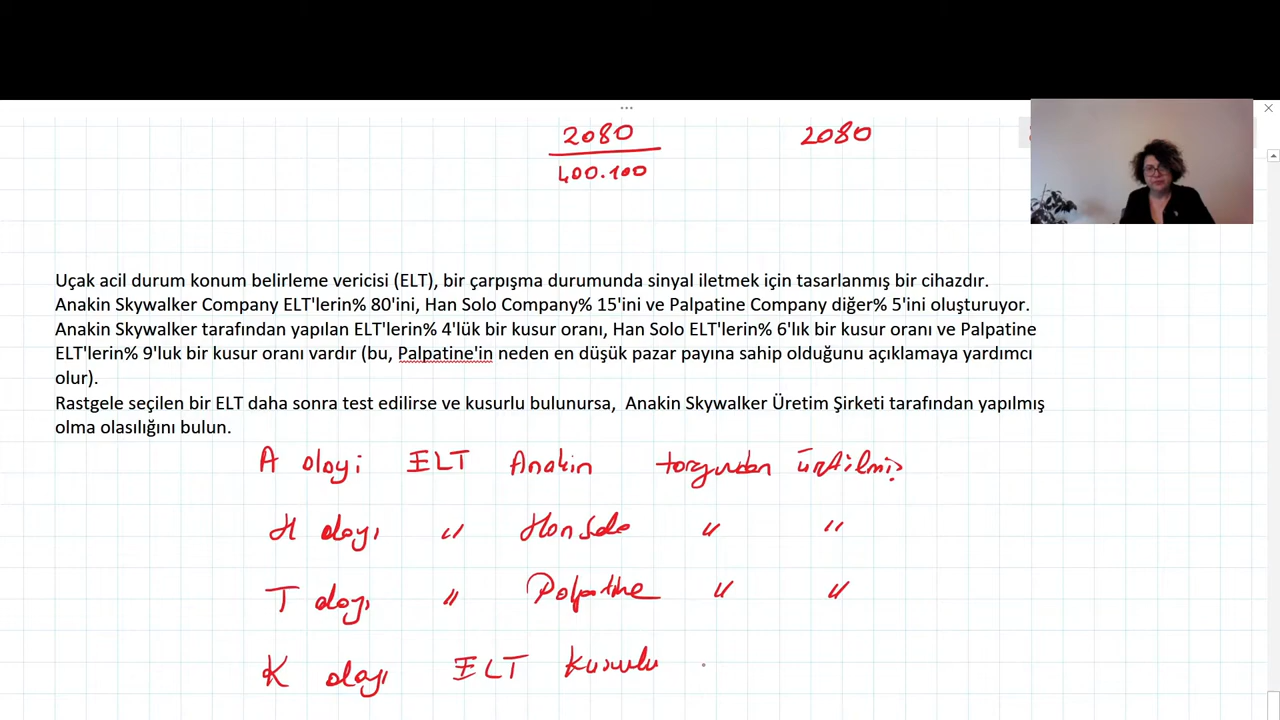 2080
2080
400.100
Uçak acil durum konum belirleme vericisi (ELT), bir çarpışma durumunda sinyal iletmek için tasarlanmış bir cihazdır.
Anakin Skywalker Company ELT'lerin% 80'ini, Han Solo Company% 15'ini ve Palpatine Company diğer% 5'ini oluşturuyor.
Anakin Skywalker tarafından yapılan ELT'lerin% 4'lük bir kusur oranı, Han Solo ELT'lerin% 6'lık bir kusur oranı ve Palpatine
ELT'lerin% 9'luk bir kusur oranı vardır (bu, Palpatine'in neden en düşük pazar payına sahip olduğunu açıklamaya yardımcı
olur).
Rastgele seçilen bir ELT daha sonra test edilirse ve kusurlu bulunursa, Anakin Skywalker Üretim Şirketi tarafından yapılmış
olma olasılığını bulun.
A olayi ELT Anakin üretilmiş
H olayı " Han Solo " "
T olayı " Palpatine " "
K olayı ELT kusurlu